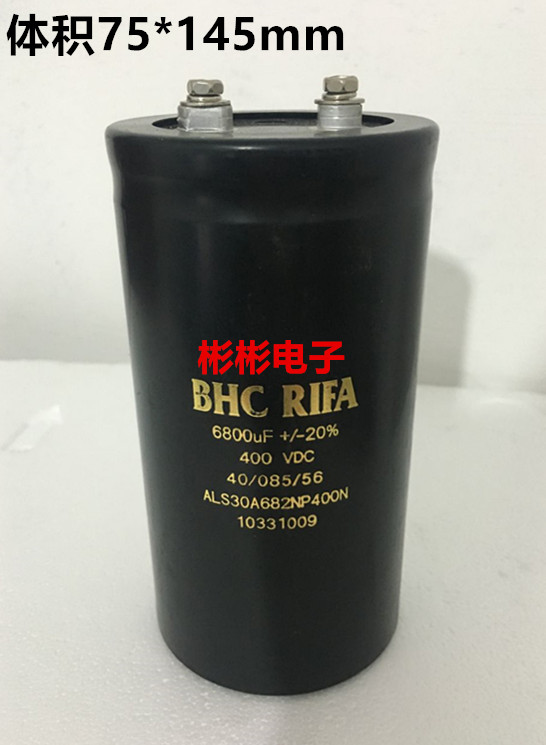 体积75*145mm
彬彬电子
BHC RIFA
6800uF +/-20%
400 VDC
40/085/56
ALS30A682NP400N
10331009